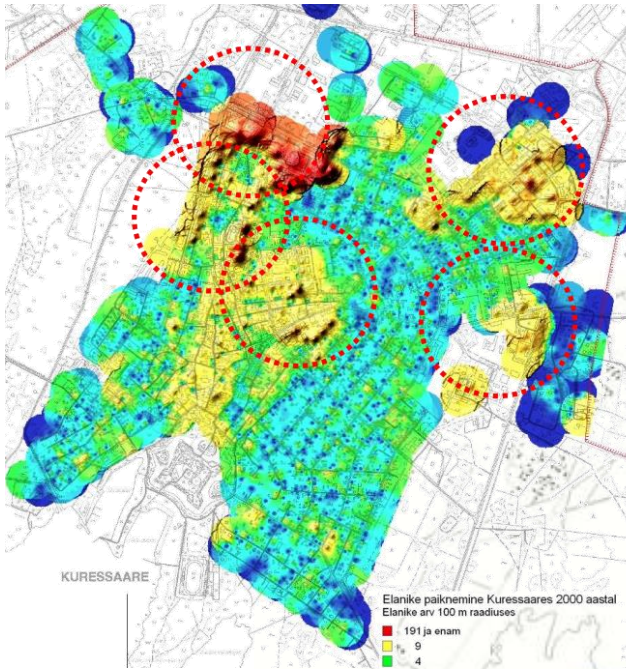 KURESSAARE
Elanike paiknemine Kuressaares 2000 aastal
Elanike arv 100 m raadiuses
191 ja enam
9
4